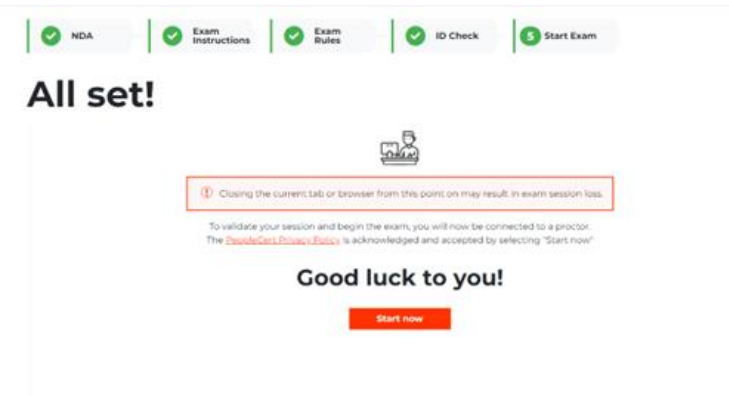 NDA
Exam
Instructions
Exam
Rules
ID Check
5 Start Exam
All set!
Closing the current tab or browser from this point on may result in exam session loss.
To validate your session and begin the exam, you will now be connected to a proctor.
The PeopleCert Privacy Policy is acknowledged and accepted by selecting "Start now"
Good luck to you!
Start now